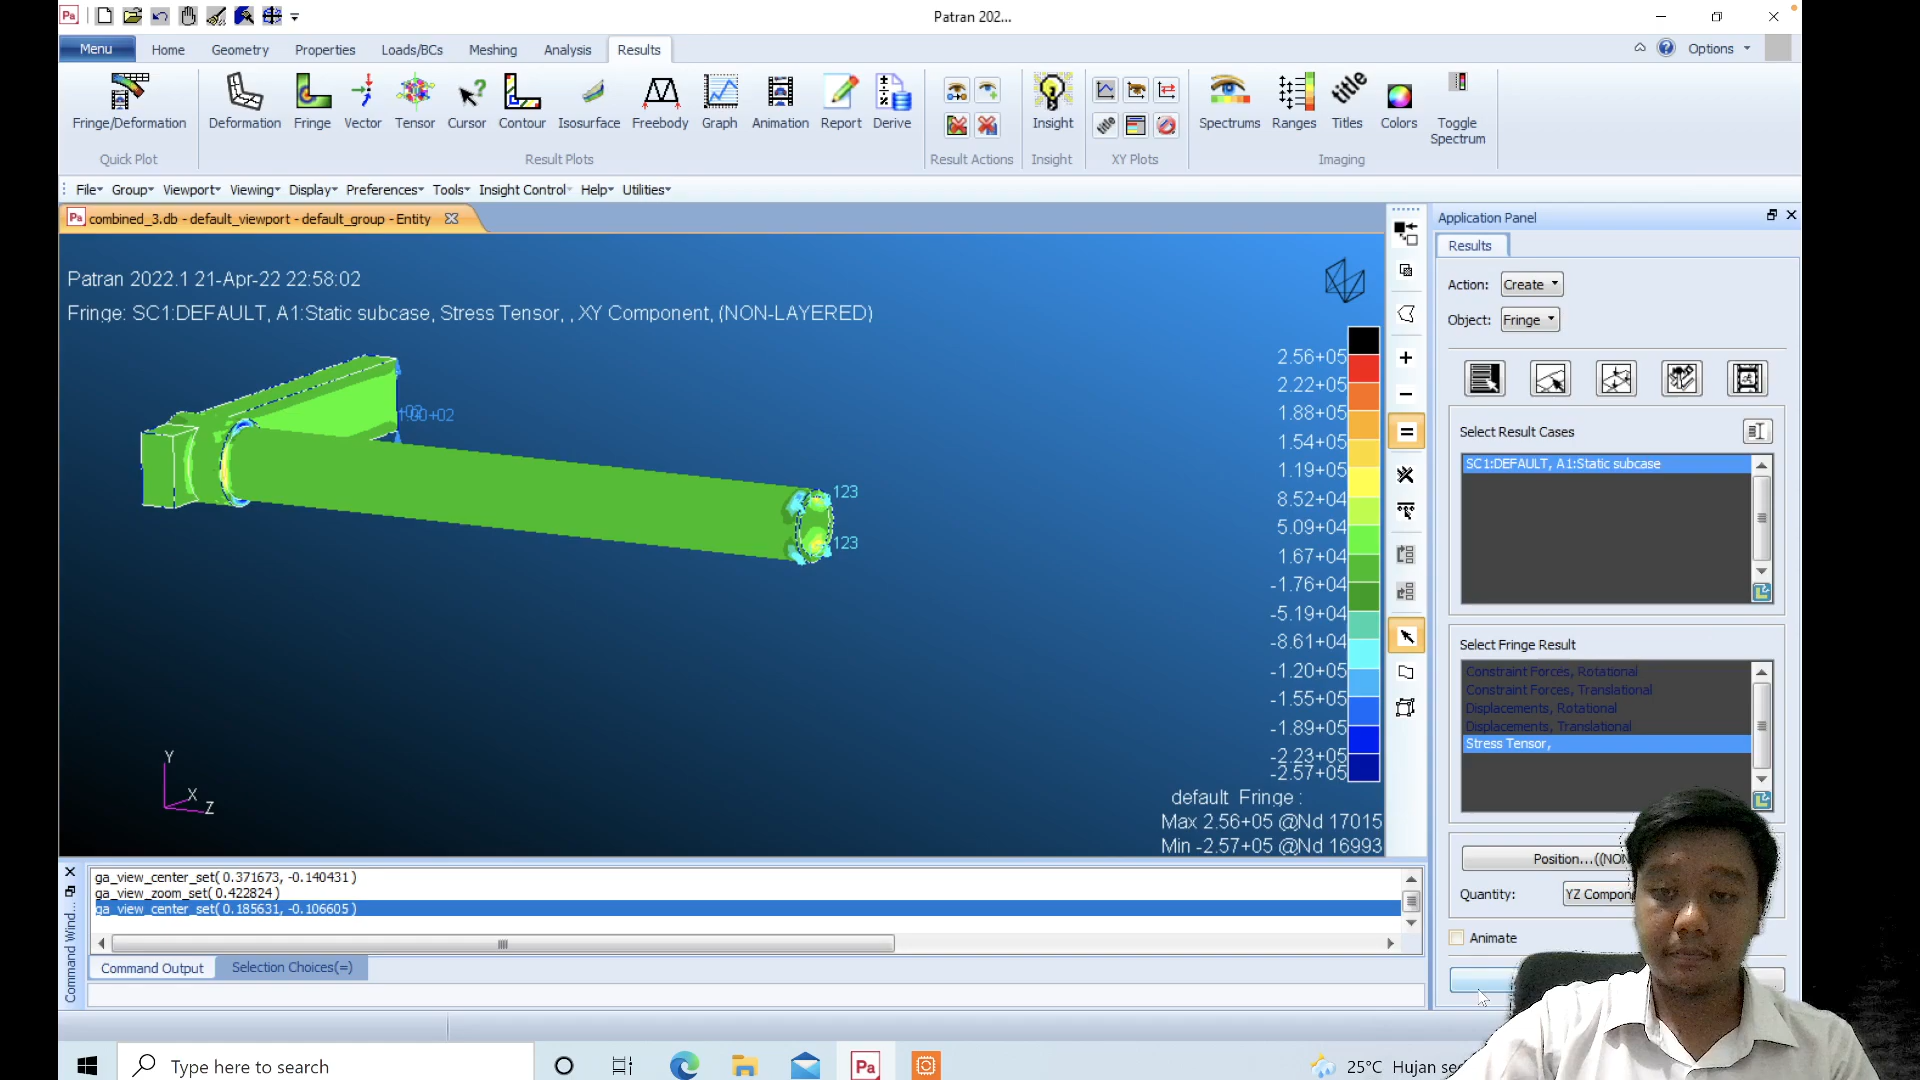 Pa
Patran 202...
Menu Home Geometry Properties Loads/BCs Meshing Analysis Results Options
Fringe/Deformation Deformation Fringe Vector Tensor Cursor Contour Isosurface Freebody Graph Animation Report Derive Insight Spectrums Ranges Titles Colors Toggle Spectrum
Quick Plot Result Plots Result Actions Insight XY Plots Imaging
File Group Viewport Viewing Display Preferences Tools Insight Control Help Utilities
Pa combined_3.db - default_viewport - default_group - Entity
Patran 2022.1 21-Apr-22 22:58:02
Fringe: SC1:DEFAULT, A1:Static subcase, Stress Tensor, , XY Component, (NON-LAYERED)
123
123
2.56+05
2.22+05
1.88+05
1.54+05
1.19+05
8.52+04
5.09+04
1.67+04
-1.76+04
-5.19+04
-8.61+04
-1.20+05
-1.55+05
-1.89+05
-2.23+05
-2.57+05
default Fringe :
Max 2.56+05 @Nd 17015
Min -2.57+05 @Nd 16993
Y
X
Z
Application Panel
Results
Action: Create
Object: Fringe
Select Result Cases
SC1:DEFAULT, A1:Static subcase
Select Fringe Result
Constraint Forces, Rotational
Constraint Forces, Translational
Displacements, Rotational
Displacements, Translational
Stress Tensor,
Position...((NON
Quantity: YZ Compon
Animate
Command Wind...
ga_view_center_set( 0.371673, -0.140431 )
ga_view_zoom_set( 0.422824 )
ga_view_center_set( 0.185631, -0.106605 )
Command Output Selection Choices(=)
Type here to search
Pa
25°C Hujan